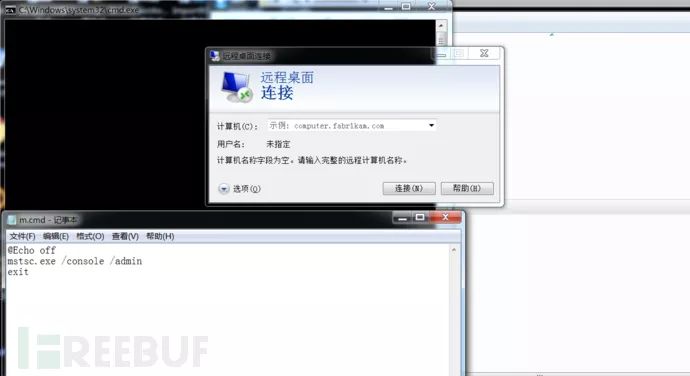 C:\Windows\system32\cmd.exe
远程桌面连接
远程桌面
连接
计算机(C): 示例: computer.fabrikam.com
用户名: 未指定
计算机名称字段为空。请输入完整的远程计算机名称。
选项(O) 连接(N) 帮助(H)
m.cmd - 记事本
文件(F) 编辑(E) 格式(O) 查看(V) 帮助(H)
@Echo off
mstsc.exe /console /admin
exit
FREEBUF